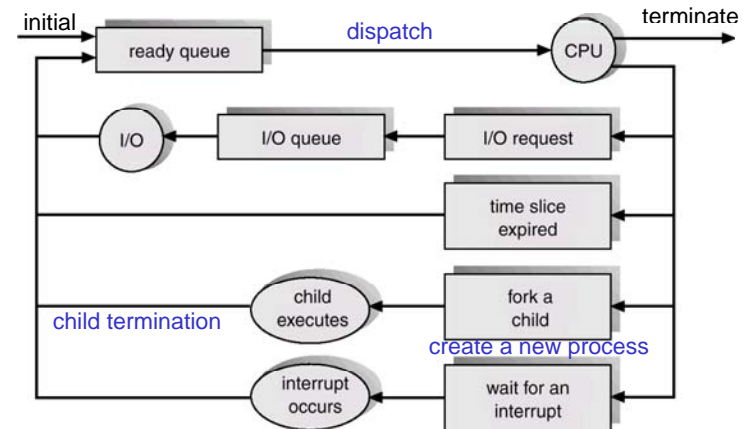 initial
terminate
dispatch
ready queue
CPU
I/O
I/O queue
I/O request
time slice
expired
child
executes
fork a
child
child termination
create a new process
interrupt
occurs
wait for an
interrupt